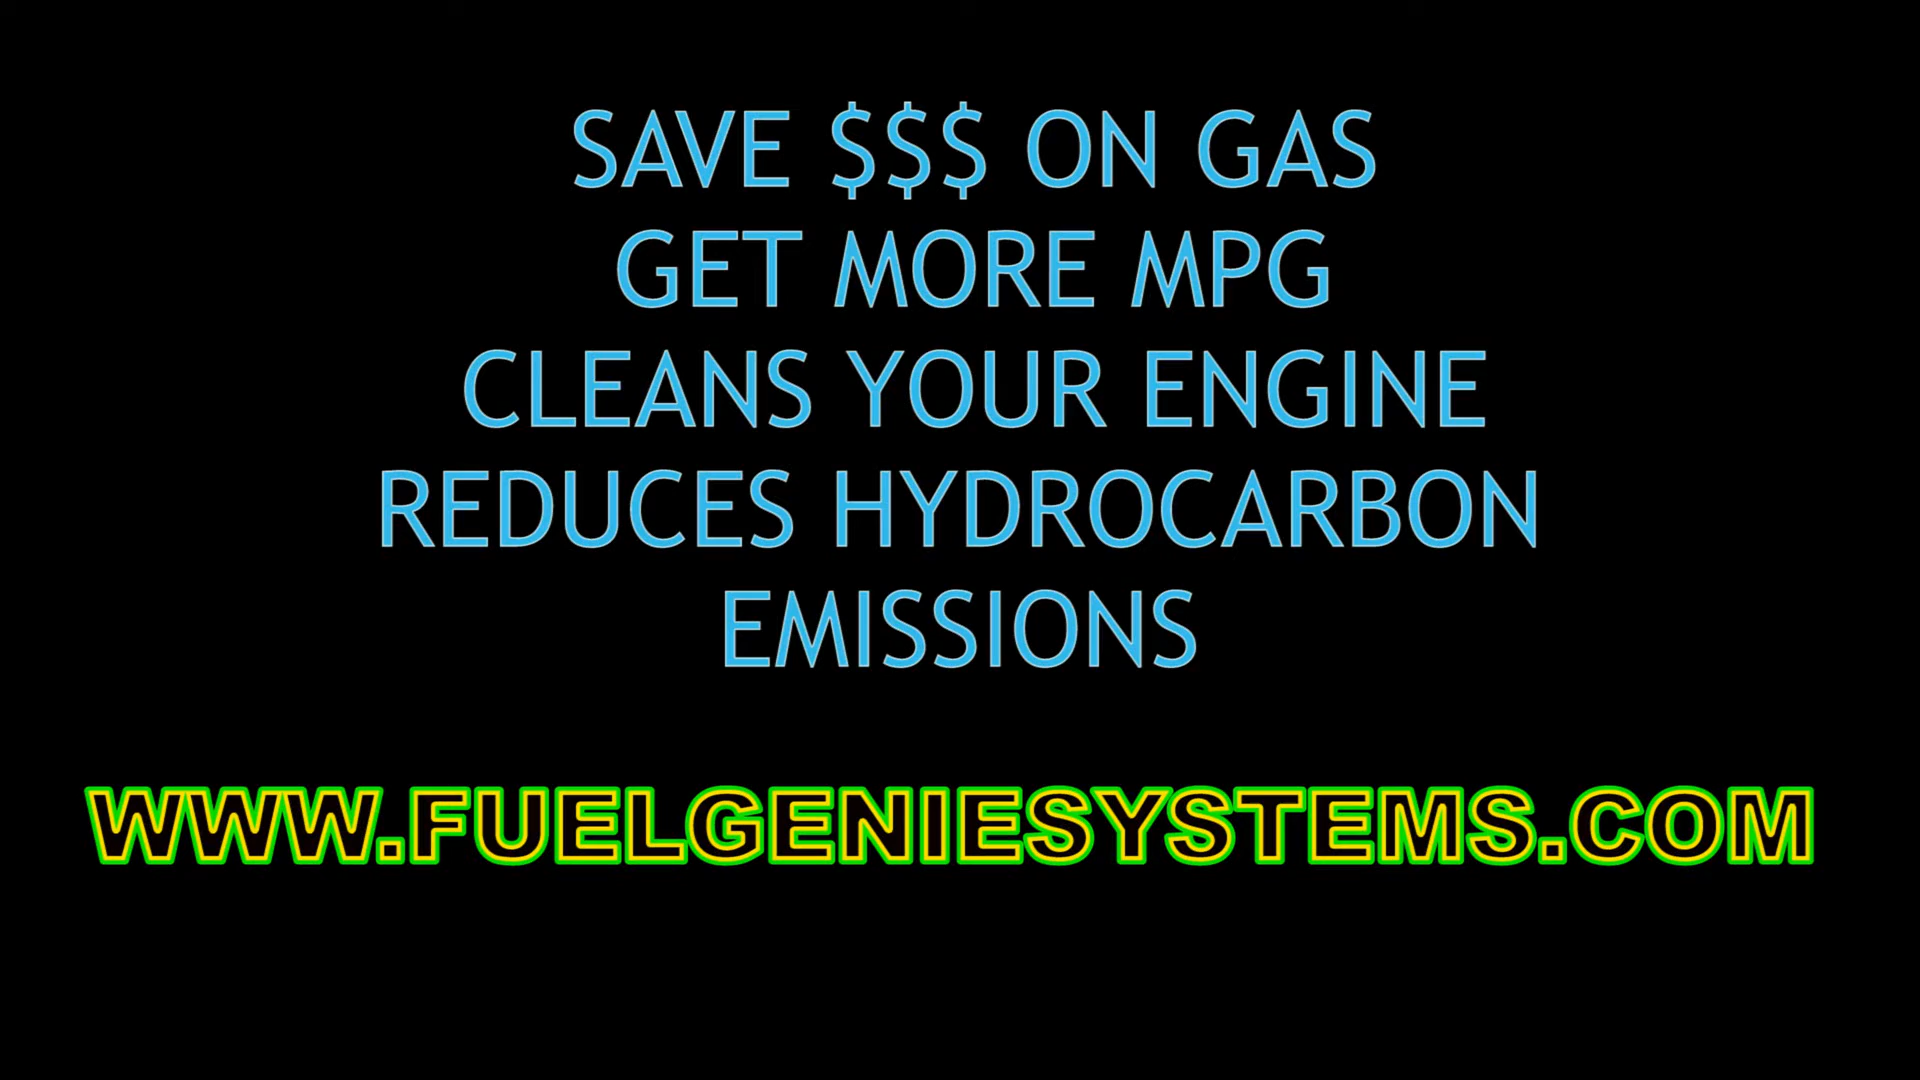 SAVE $$$ ON GAS
GET MORE MPG
CLEANS YOUR ENGINE
REDUCES HYDROCARBON
EMISSIONS
WWW.FUELGENIESYSTEMS.COM